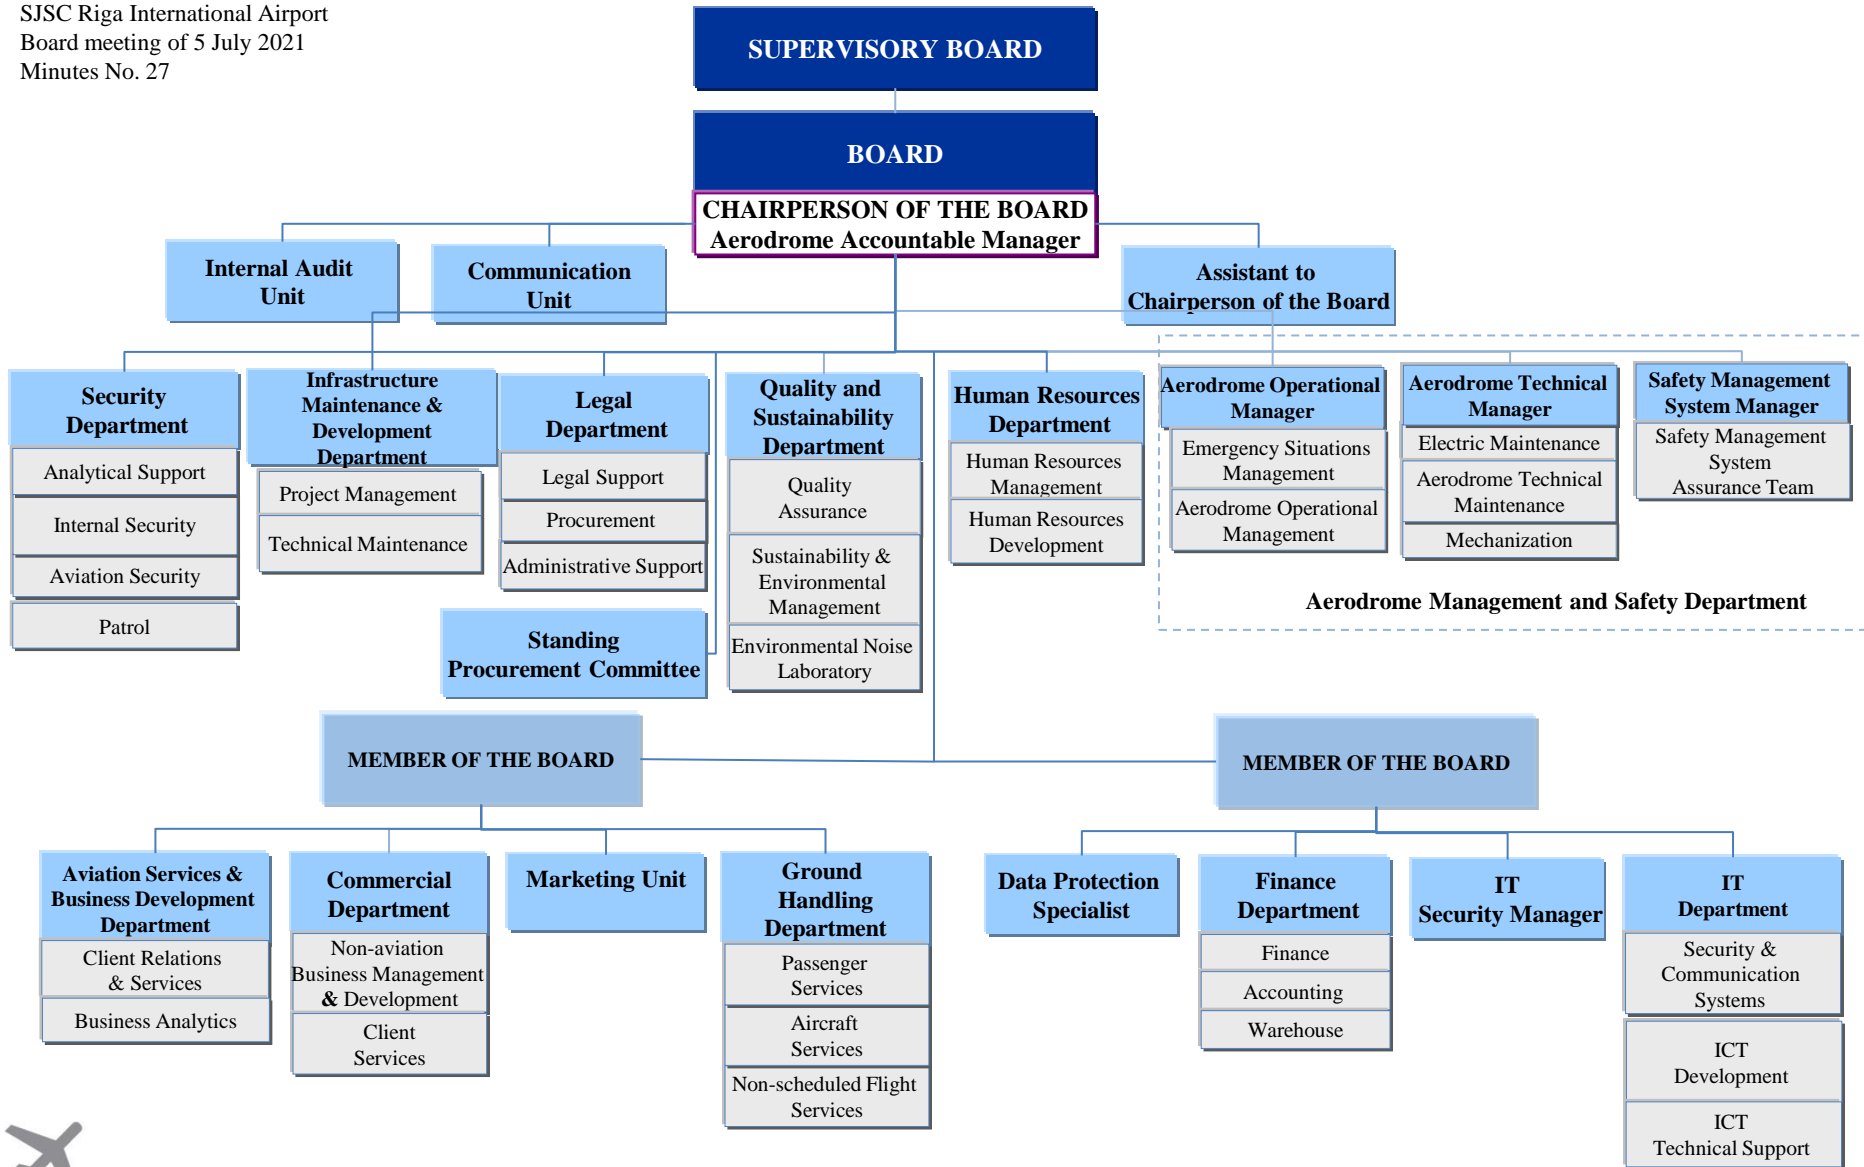 SJSC Riga International Airport
Board meeting of 5 July 2021
Minutes No. 27
SUPERVISORY BOARD
BOARD
CHAIRPERSON OF THE BOARD
Aerodrome Accountable Manager
Internal Audit
Unit
Communication
Unit
Assistant to
Chairperson of the Board
Security
Department
Analytical Support
Internal Security
Aviation Security
Patrol
Infrastructure
Maintenance &
Development
Department
Project Management
Technical Maintenance
Legal
Department
Legal Support
Procurement
Administrative Support
Standing
Procurement Committee
Quality and
Sustainability
Department
Quality
Assurance
Sustainability &
Environmental
Management
Environmental Noise
Laboratory
Human Resources
Department
Human Resources
Management
Human Resources
Development
Aerodrome Operational
Manager
Emergency Situations
Management
Aerodrome Operational
Management
Aerodrome Technical
Manager
Electric Maintenance
Aerodrome Technical
Maintenance
Mechanization
Safety Management
System Manager
Safety Management
System
Assurance Team
Aerodrome Management and Safety Department
MEMBER OF THE BOARD
MEMBER OF THE BOARD
Aviation Services &
Business Development
Department
Client Relations
& Services
Business Analytics
Commercial
Department
Non-aviation
Business Management
& Development
Client
Services
Marketing Unit
Ground
Handling
Department
Passenger
Services
Aircraft
Services
Non-scheduled Flight
Services
Data Protection
Specialist
Finance
Department
Finance
Accounting
Warehouse
IT
Security Manager
IT
Department
Security &
Communication
Systems
ICT
Development
ICT
Technical Support